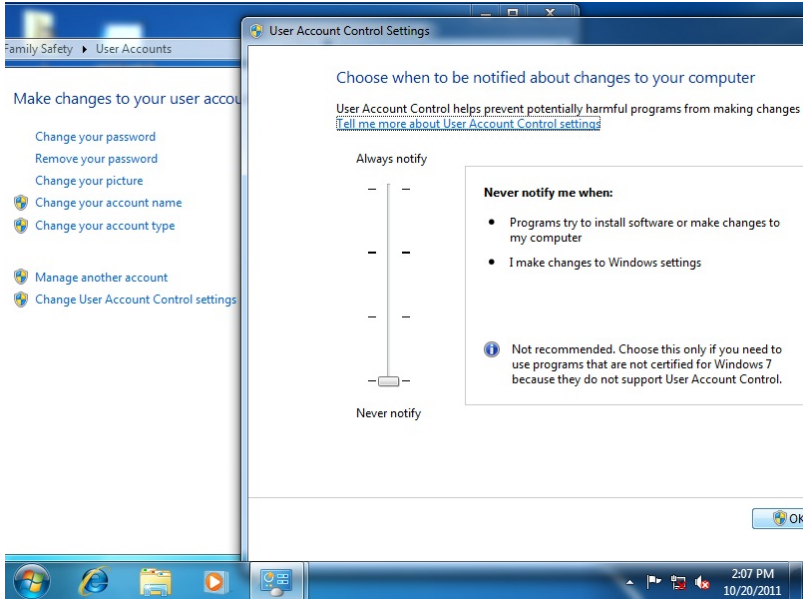 User Account Control Settings
Family Safety ▸ User Accounts
Make changes to your user accou
Change your password
Remove your password
Change your picture
Change your account name
Change your account type
Manage another account
Change User Account Control settings
Choose when to be notified about changes to your computer
User Account Control helps prevent potentially harmful programs from making changes
Tell me more about User Account Control settings
Always notify
Never notify me when:
• Programs try to install software or make changes to
my computer
• I make changes to Windows settings
Not recommended. Choose this only if you need to
use programs that are not certified for Windows 7
because they do not support User Account Control.
Never notify
OK
2:07 PM
10/20/2011